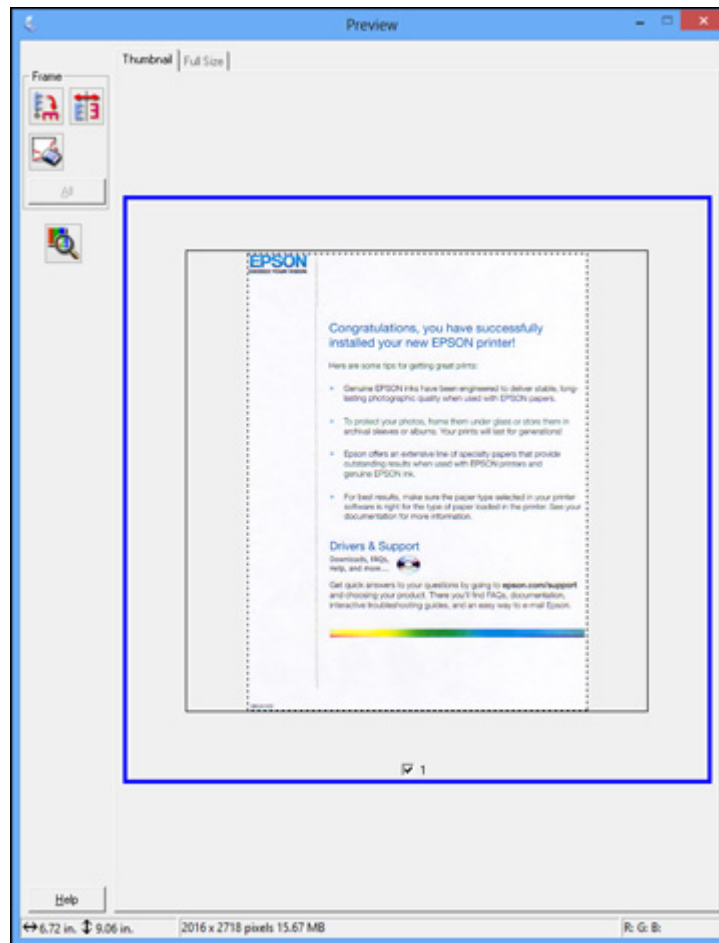 Preview
Thumbnail
Full Size
Frame
All
EPSON
EXCEED YOUR VISION
Congratulations, you have successfully
installed your new EPSON printer!
Here are some tips for getting great prints:
• Genuine EPSON inks have been engineered to deliver stable, long-
lasting photographic quality when used with EPSON papers.
• To protect your photos, frame them under glass or store them in
archival sleeves or albums. Your prints will last for generations!
• Epson offers an extensive line of specialty papers that provide
outstanding results when used with EPSON printers and
genuine EPSON ink.
• For best results, make sure the paper type selected in your printer
software is right for the type of paper loaded in the printer. See your
documentation for more information.
Drivers & Support
Downloads, FAQs,
Help, and more....
Get quick answers to your questions by going to epson.com/support
and choosing your product. There you'll find FAQs, documentation,
interactive troubleshooting guides, and an easy way to e-mail Epson.
1
Help
6.72 in. 9.06 in. 2016 x 2718 pixels 15.67 MB R: G: B: